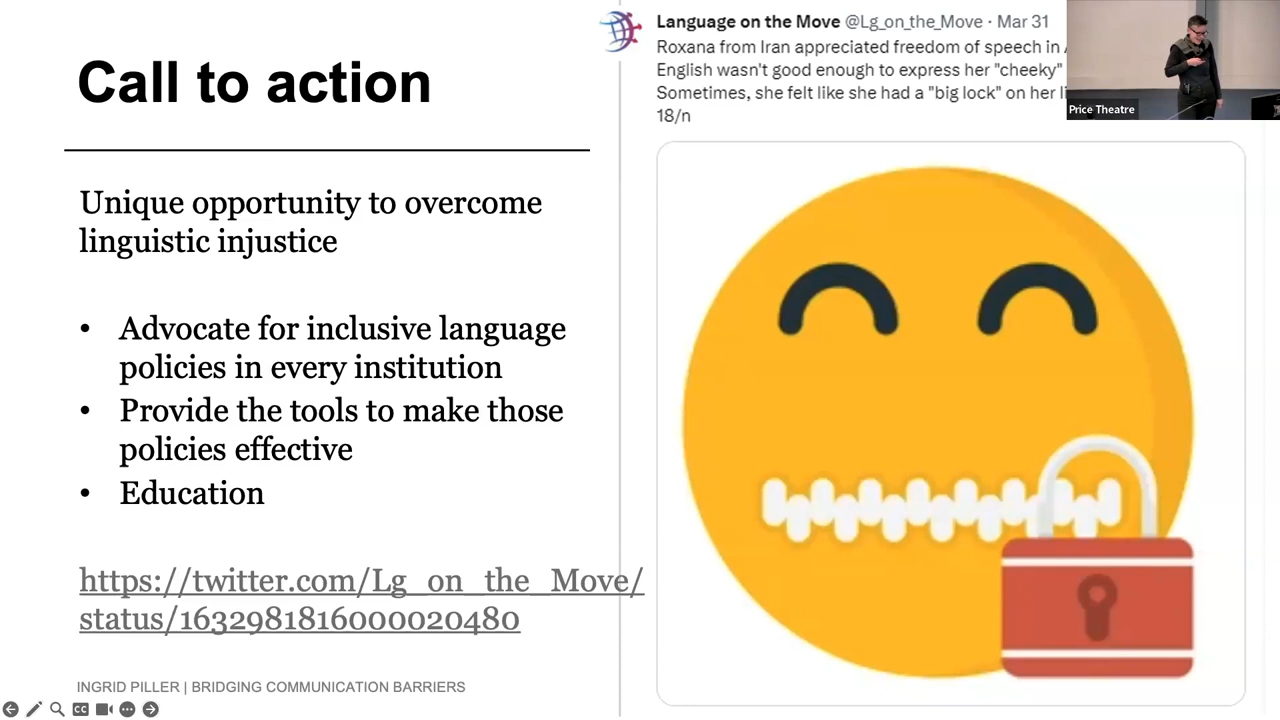 Call to action
Unique opportunity to overcome
linguistic injustice
• Advocate for inclusive language
policies in every institution
• Provide the tools to make those
policies effective
• Education
https://twitter.com/Lg_on_the_Move/
status/1632981816000020480
INGRID PILLER | BRIDGING COMMUNICATION BARRIERS
CC
Language on the Move @Lg_on_the_Move · Mar 31
Roxana from Iran appreciated freedom of speech in
English wasn't good enough to express her "cheeky"
Sometimes, she felt like she had a "big lock" on her
18/n
Price Theatre